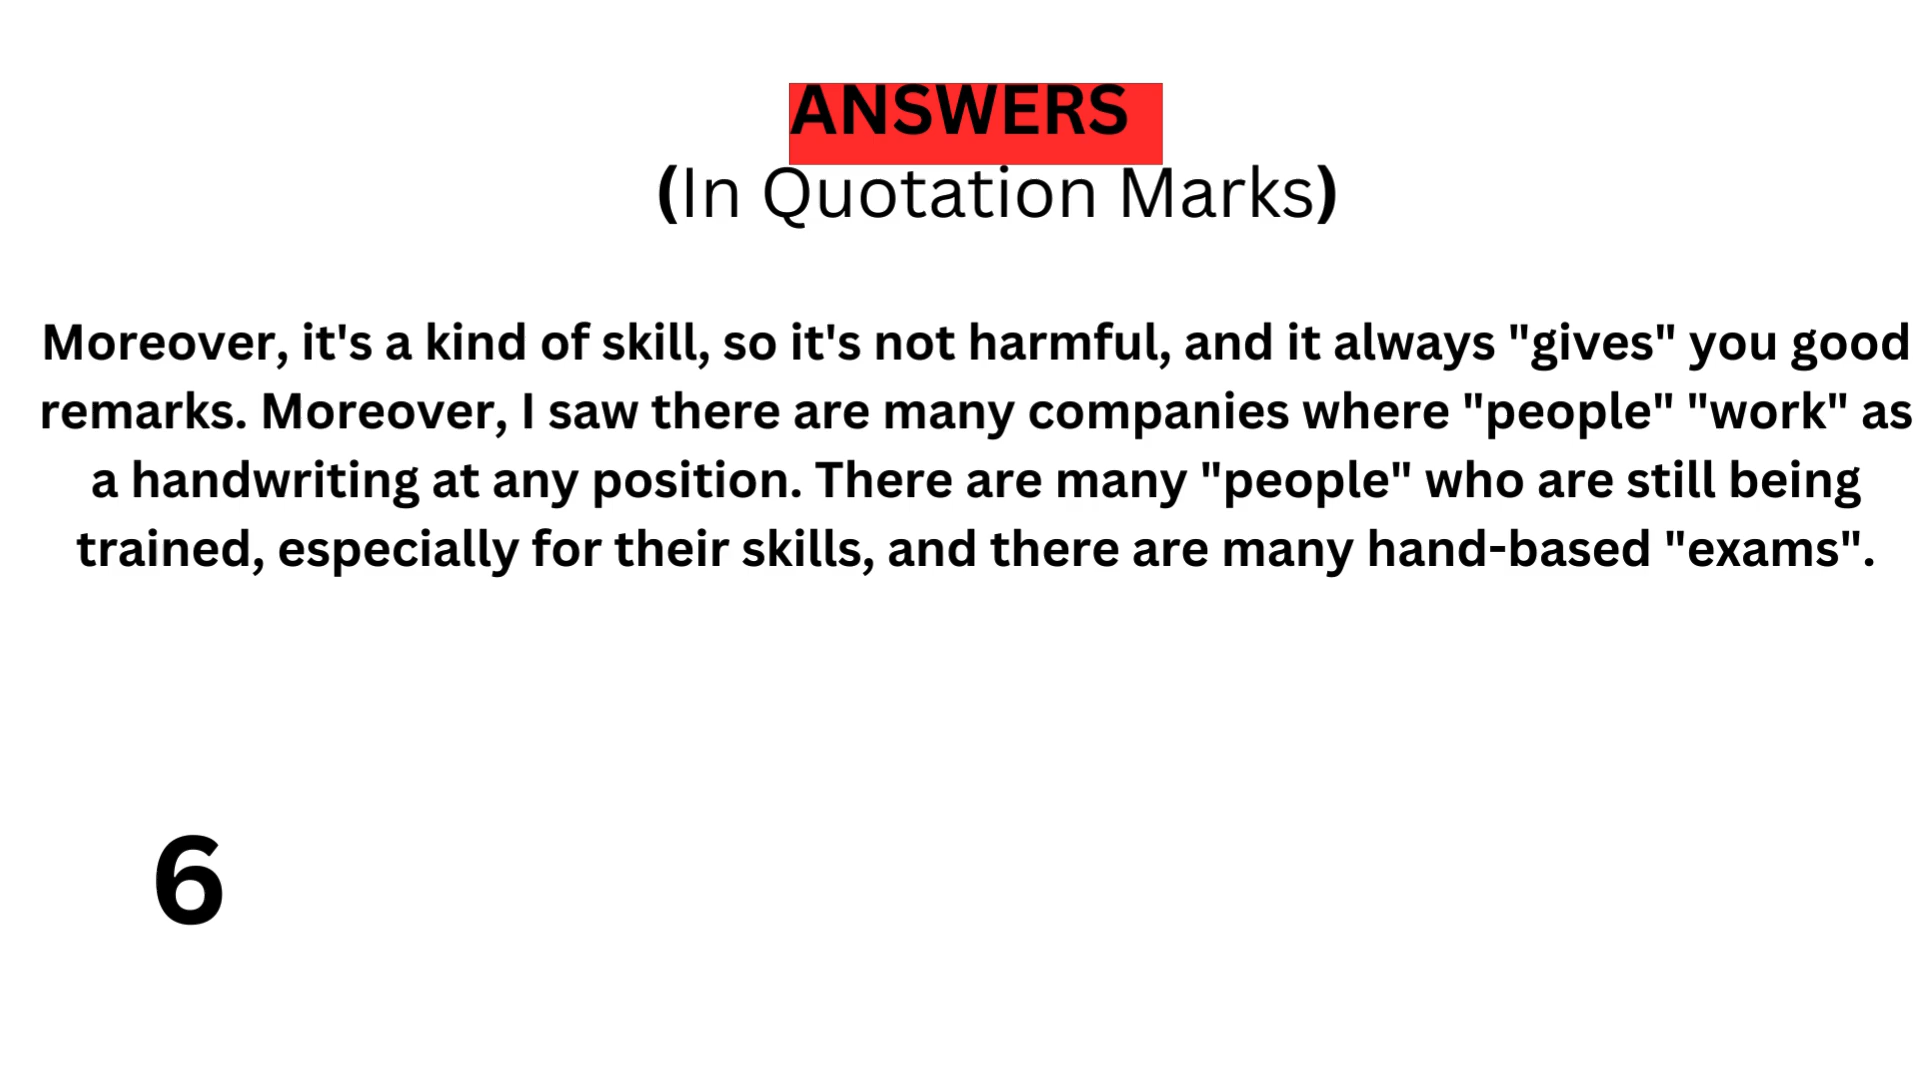 ANSWERS
(In Quotation Marks)
Moreover, it's a kind of skill, so it's not harmful, and it always "gives" you good
remarks. Moreover, I saw there are many companies where "people" "work" as
a handwriting at any position. There are many "people" who are still being
trained, especially for their skills, and there are many hand-based "exams".
6